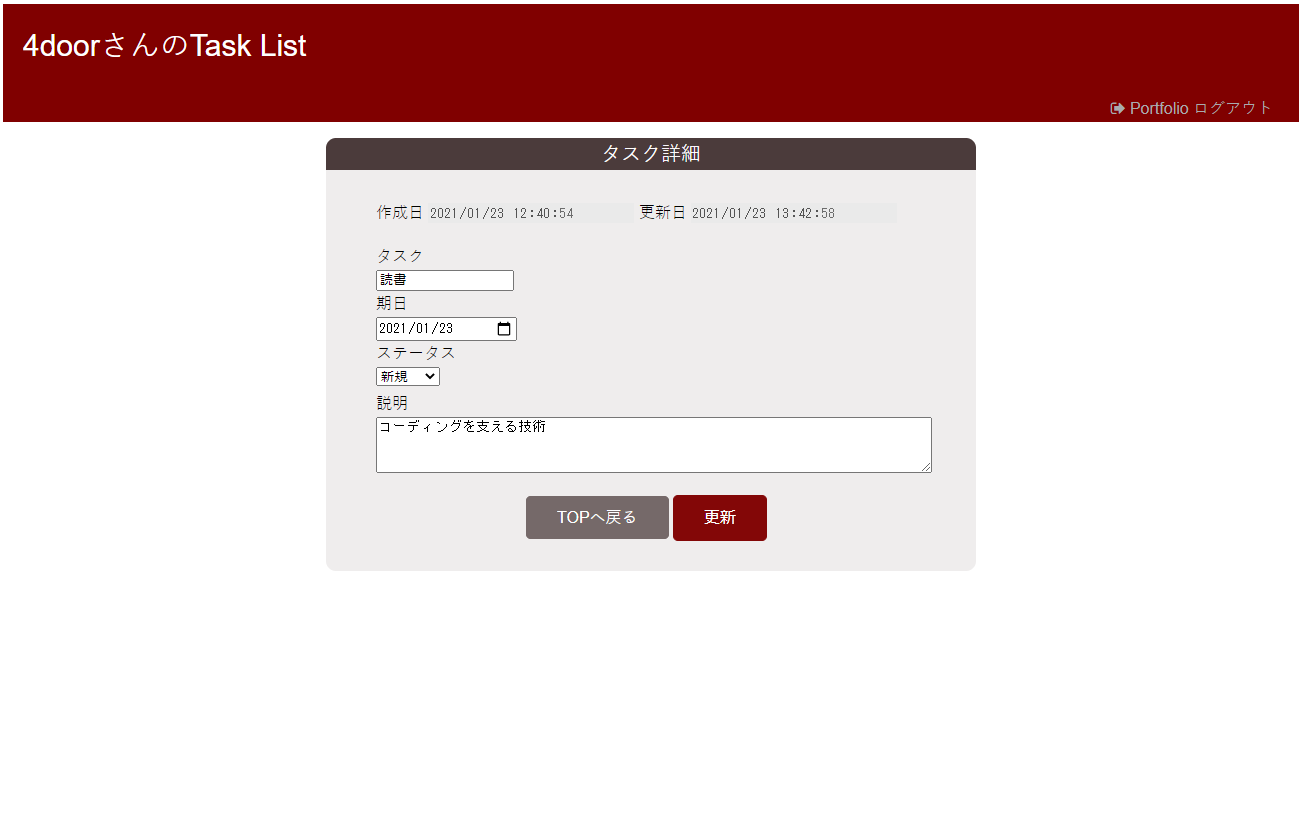 4doorさんのTask List
Portfolio ログアウト
タスク詳細
作成日 2021/01/23 12:40:54 更新日 2021/01/23 13:42:58
タスク
読書
期日
2021/01/23
ステータス
新規
説明
コーディングを支える技術
TOPへ戻る 更新